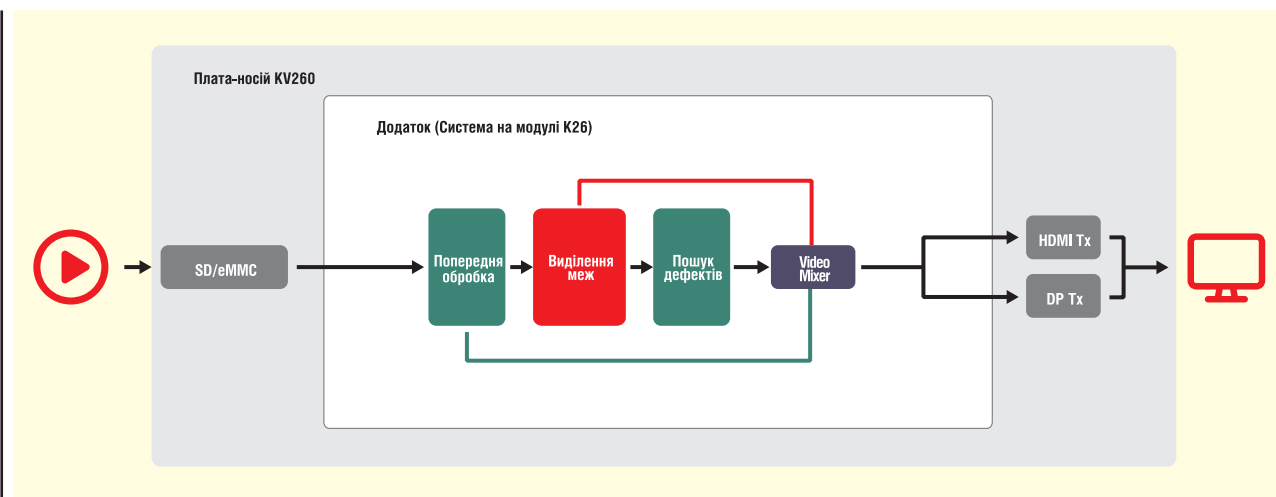 Плата-носій KV260
Додаток (Система на модулі K26)
SD/eMMC
Попередня
обробка
Виділення
меж
Пошук
дефектів
Video
Mixer
HDMI Tx
DP Tx